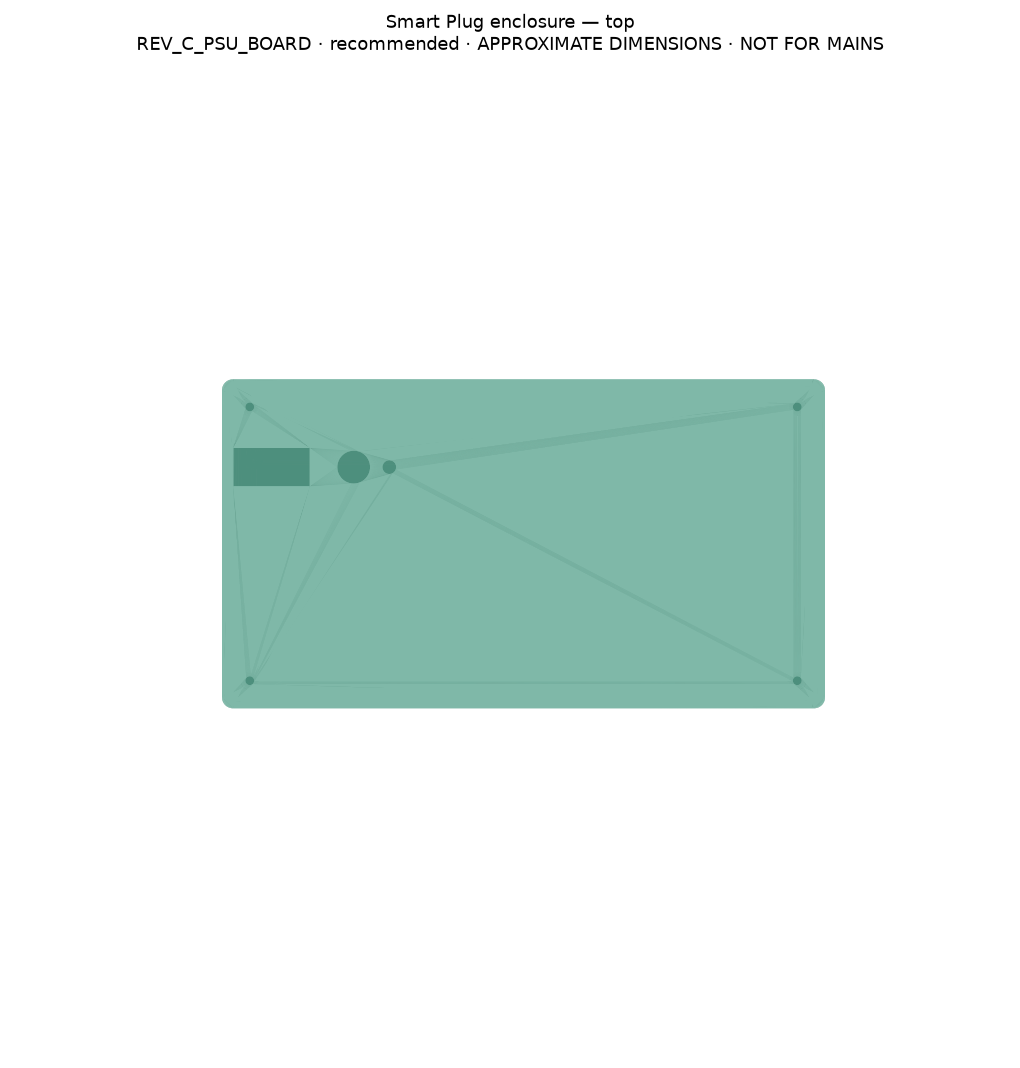 Smart Plug enclosure — top
REV_C_PSU_BOARD · recommended · APPROXIMATE DIMENSIONS · NOT FOR MAINS